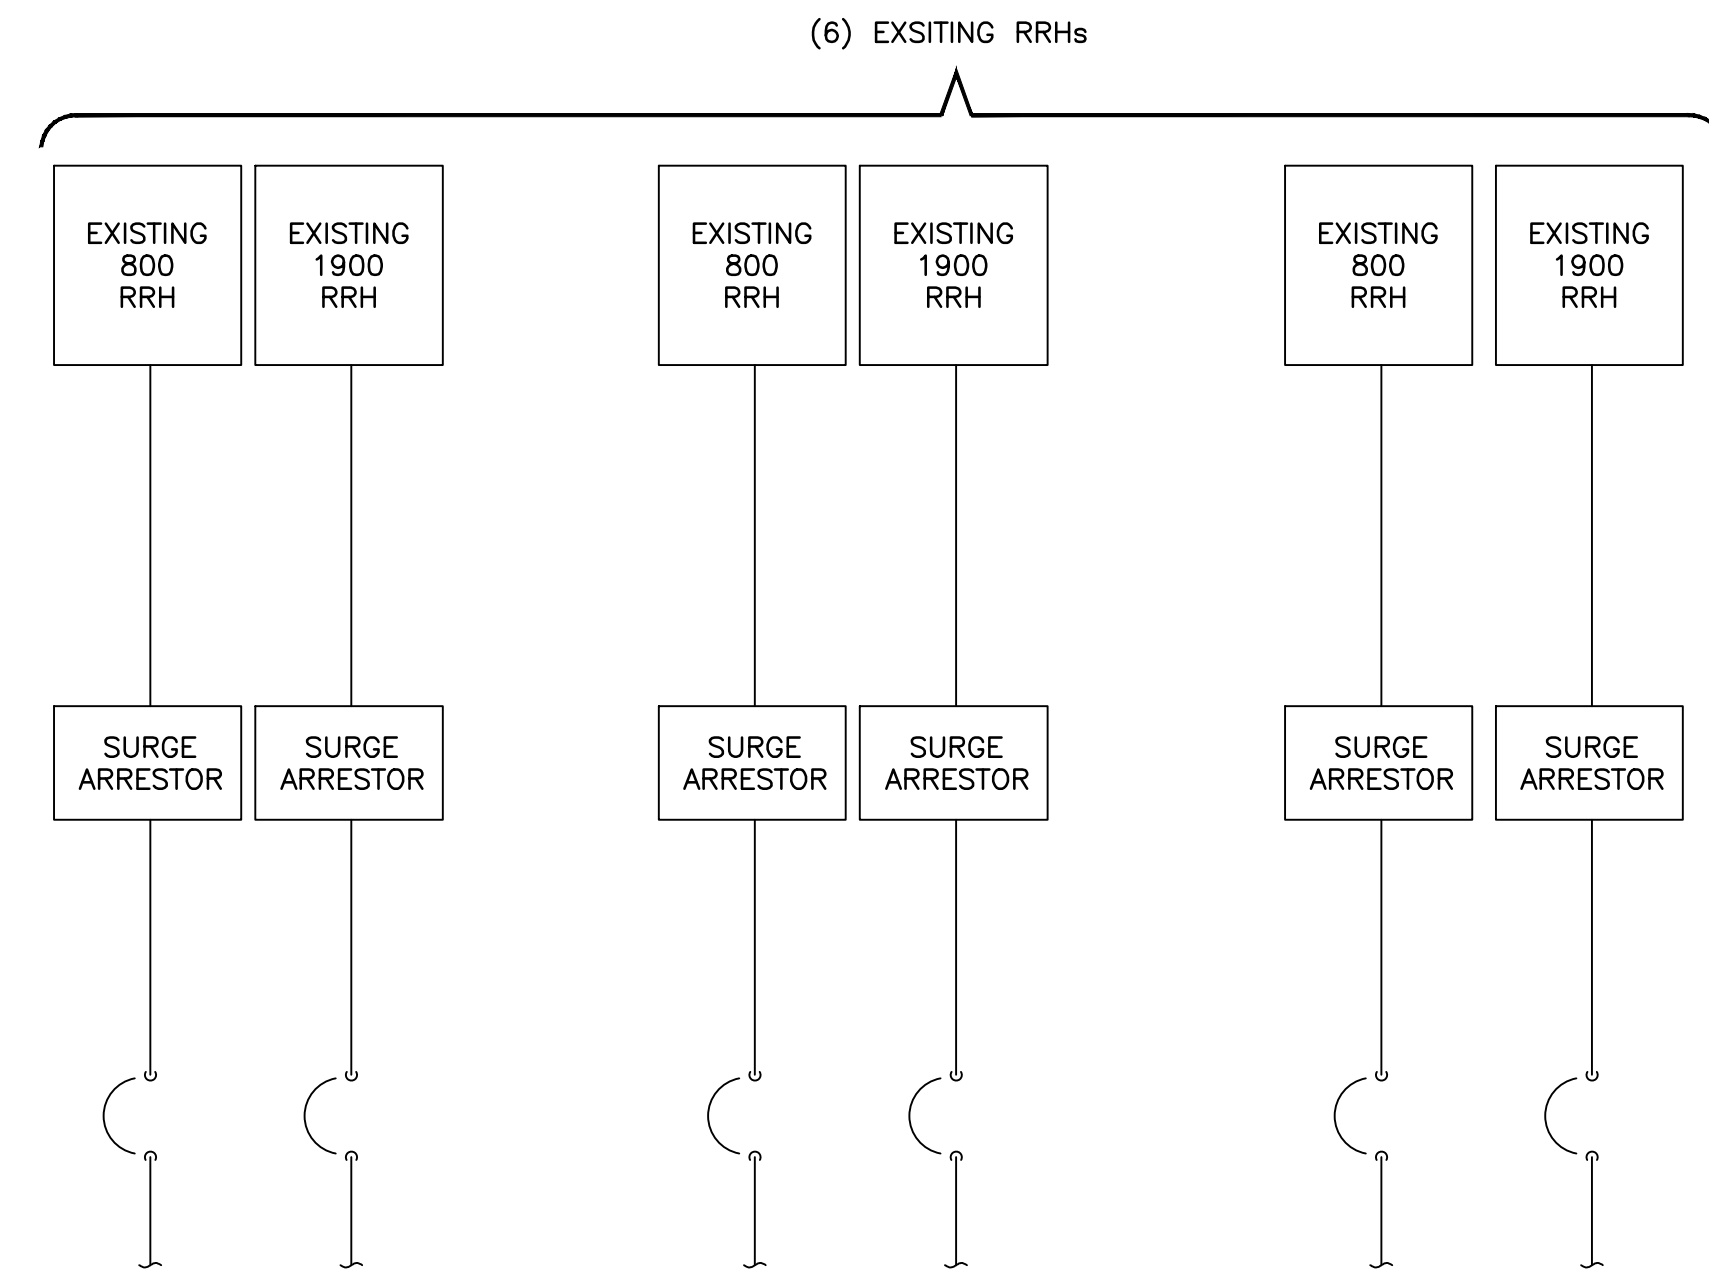 (6) EXSITING RRHs
EXISTING
800
RRH
EXISTING
1900
RRH
EXISTING
800
RRH
EXISTING
1900
RRH
EXISTING
800
RRH
EXISTING
1900
RRH
SURGE
ARRESTOR
SURGE
ARRESTOR
SURGE
ARRESTOR
SURGE
ARRESTOR
SURGE
ARRESTOR
SURGE
ARRESTOR